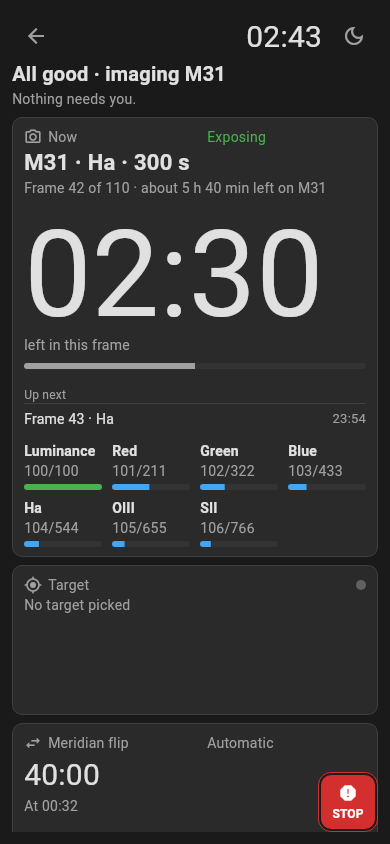 02:43
All good · imaging M31
Nothing needs you.
Now Exposing
M31 · Ha · 300 s
Frame 42 of 110 · about 5 h 40 min left on M31
02:30
left in this frame
Up next
Frame 43 · Ha 23:54
Luminance Red Green Blue
100/100 101/211 102/322 103/433
Ha OIII SII
104/544 105/655 106/766
Target
No target picked
Meridian flip Automatic
40:00
At 00:32
STOP